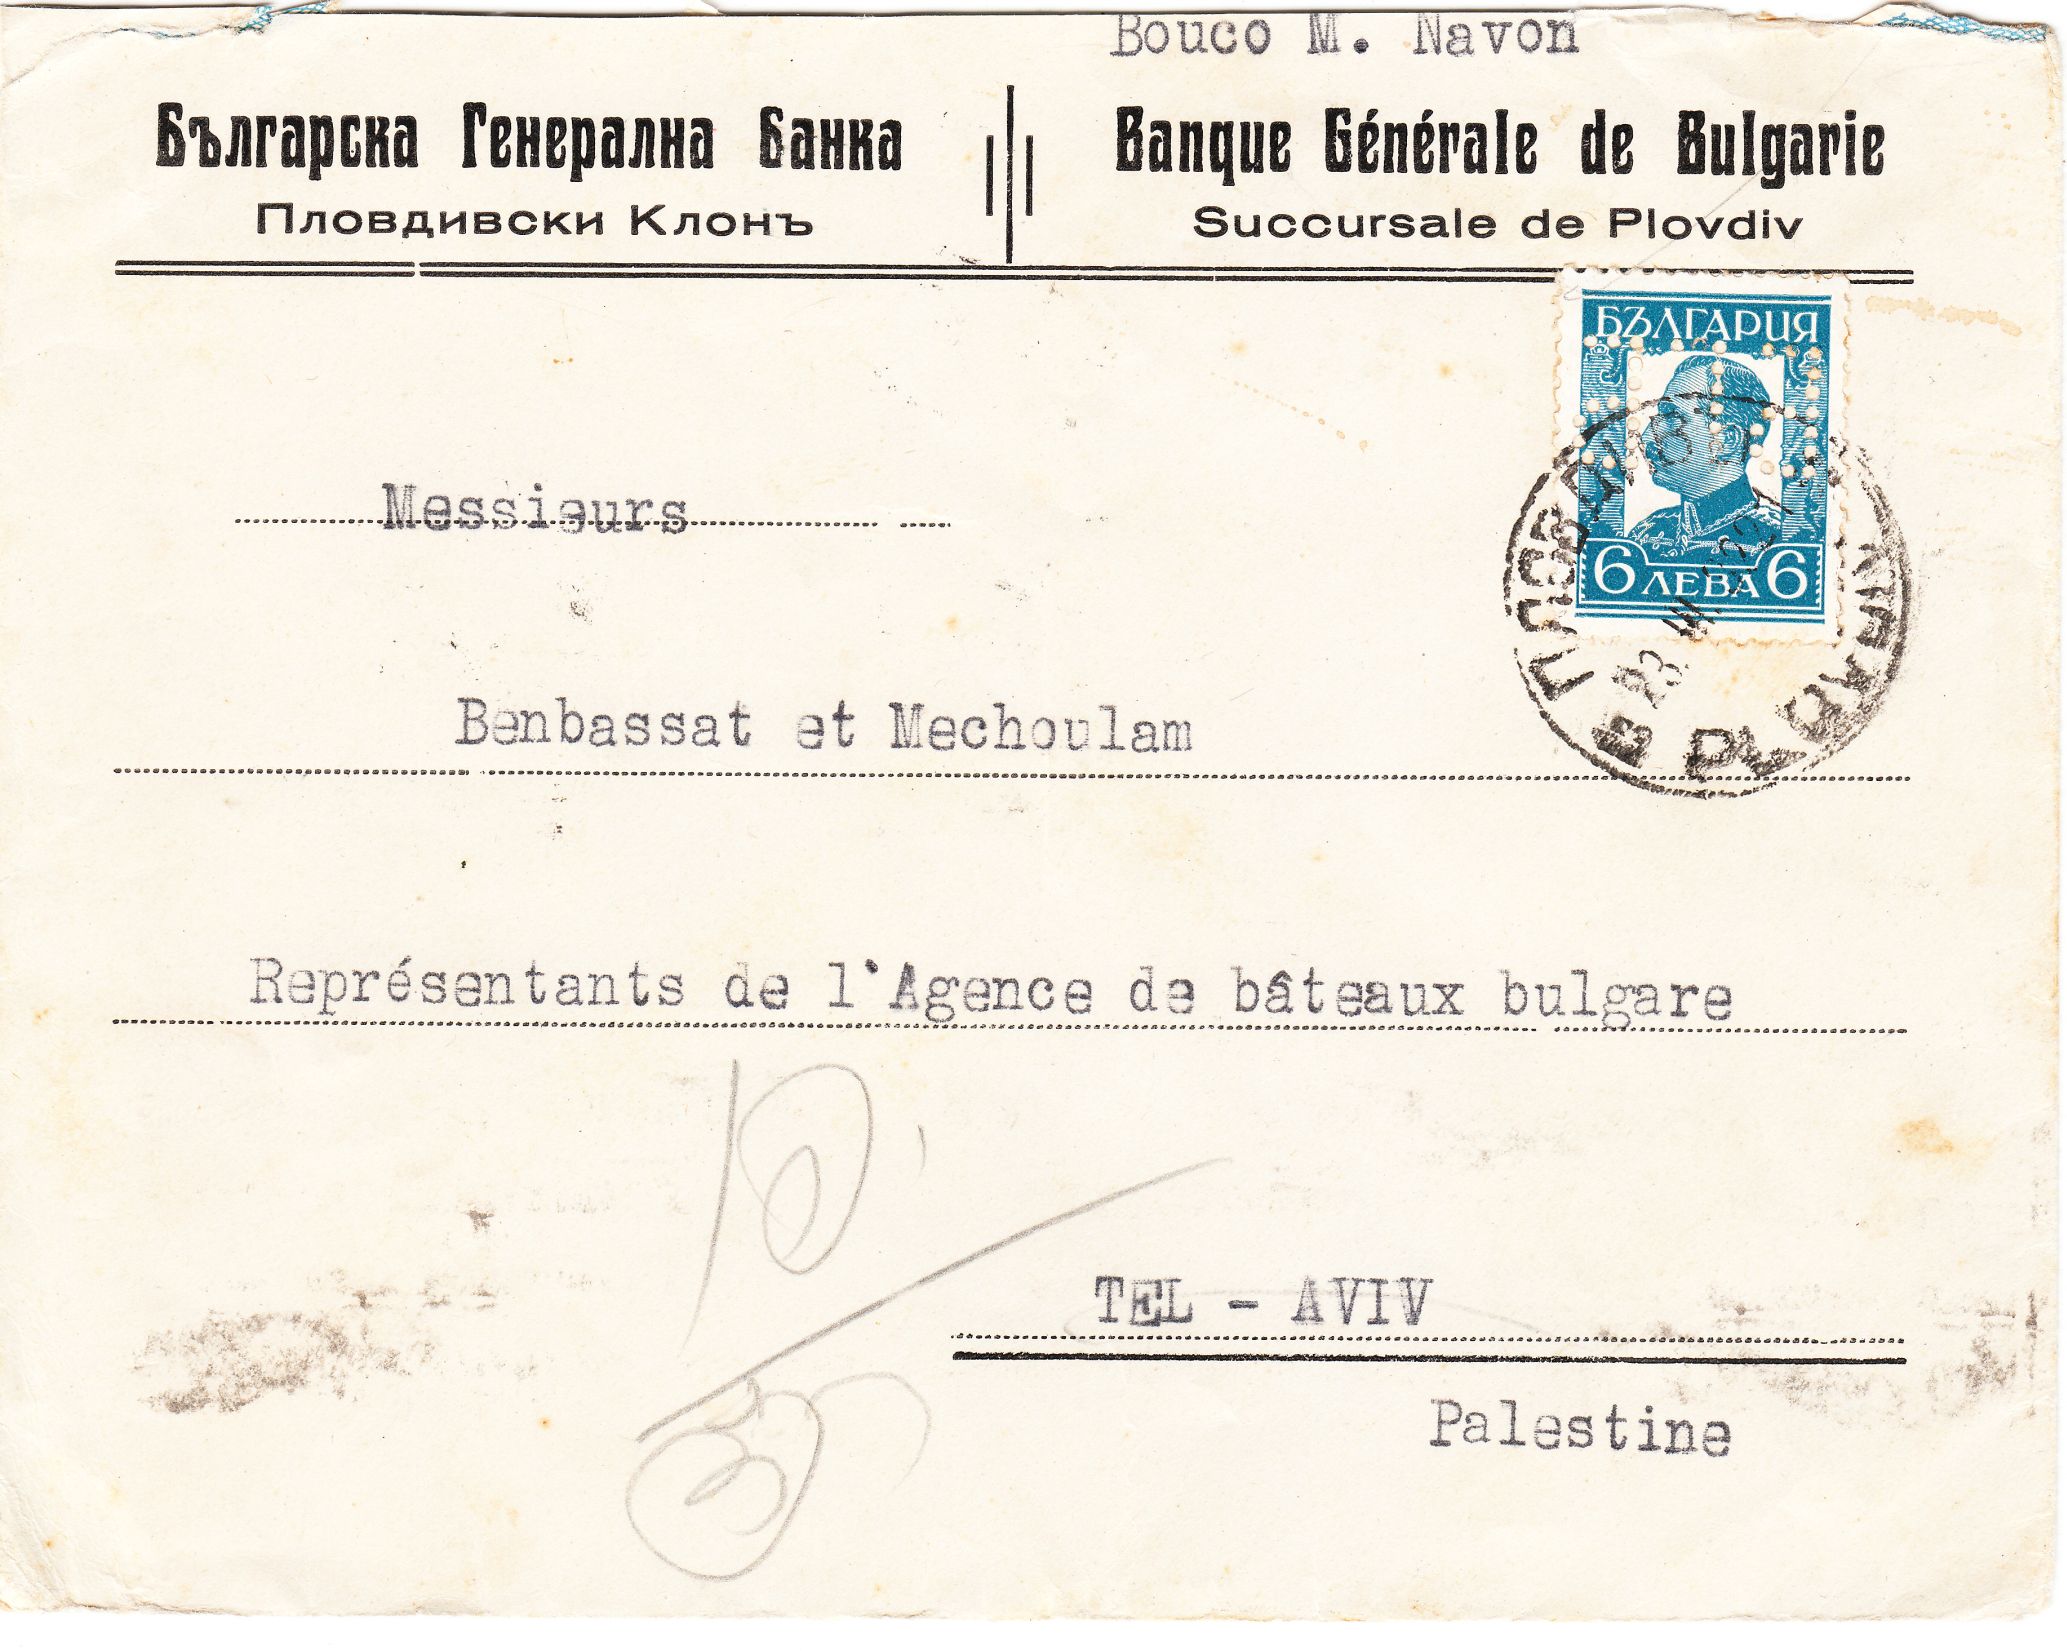 Bouco M. Navon
Българска Генерална Банка
Пловдивски Клонъ
Banque Générale de Bulgarie
Succursale de Plovdiv
БЪЛГАРИЯ
6 ЛЕВА 6
ПЛОВДИВЪ
Messieurs
Benbassat et Mechoulam
Représentants de l'Agence de bâteaux bulgare
TEL - AVIV
Palestine